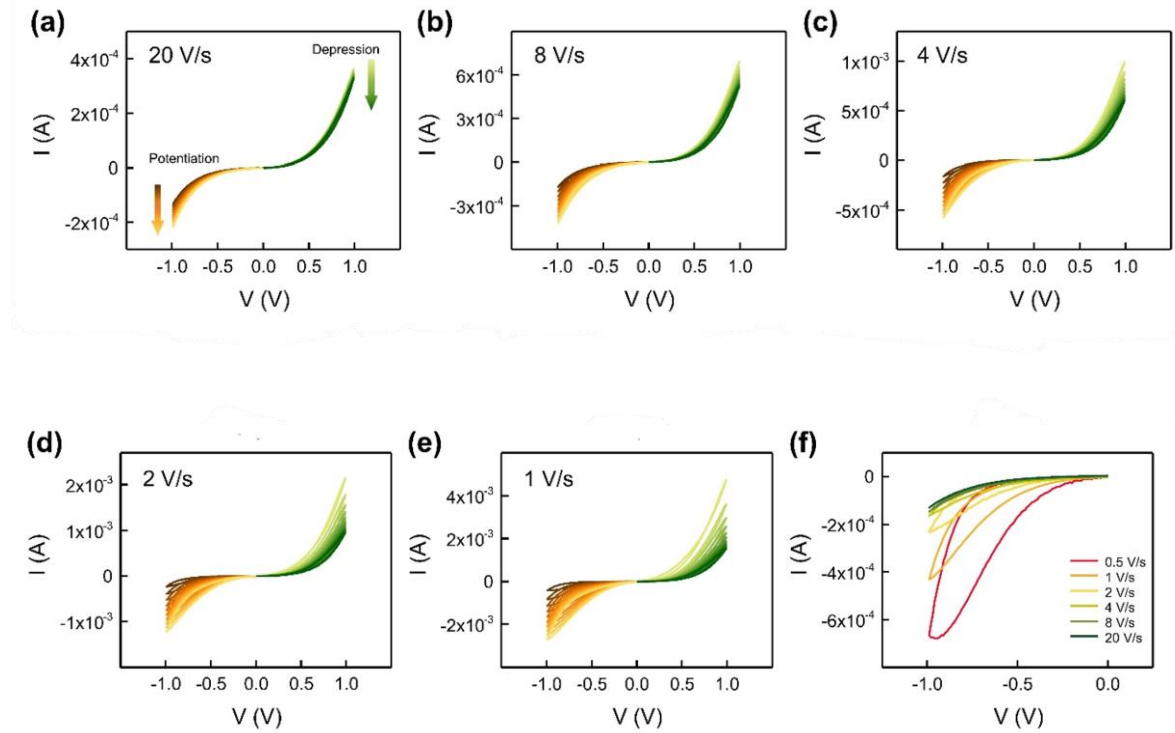 (a)
20 V/s
Depression
Potentiation
4x10⁻⁴
2x10⁻⁴
0
-2x10⁻⁴
I (A)
-1.0 -0.5 0.0 0.5 1.0
V (V)
(b)
8 V/s
6x10⁻⁴
3x10⁻⁴
0
-3x10⁻⁴
I (A)
-1.0 -0.5 0.0 0.5 1.0
V (V)
(c)
4 V/s
1x10⁻³
5x10⁻⁴
0
-5x10⁻⁴
I (A)
-1.0 -0.5 0.0 0.5 1.0
V (V)
(d)
2 V/s
2x10⁻³
1x10⁻³
0
-1x10⁻³
I (A)
-1.0 -0.5 0.0 0.5 1.0
V (V)
(e)
1 V/s
4x10⁻³
2x10⁻³
0
-2x10⁻³
I (A)
-1.0 -0.5 0.0 0.5 1.0
V (V)
(f)
0
-2x10⁻⁴
-4x10⁻⁴
-6x10⁻⁴
I (A)
0.5 V/s
1 V/s
2 V/s
4 V/s
8 V/s
20 V/s
-1.0 -0.5 0.0
V (V)